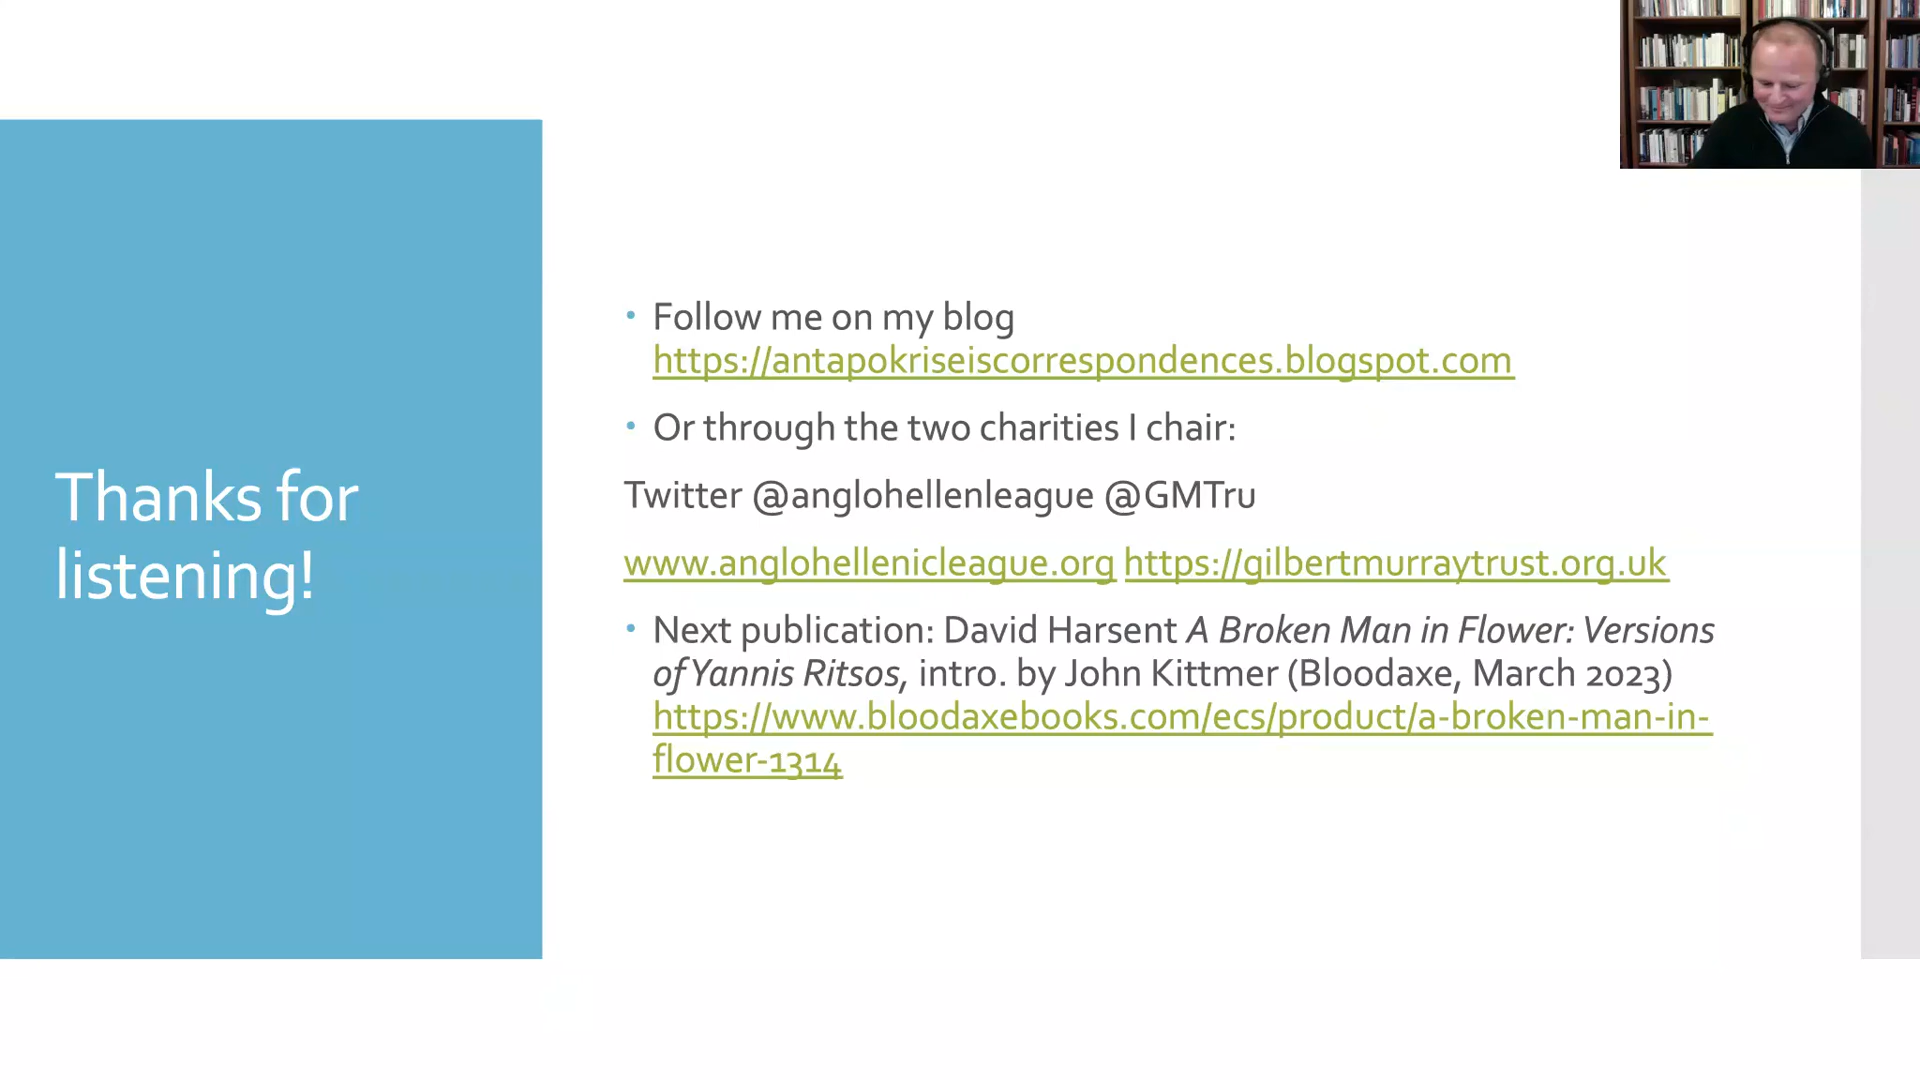 Thanks for
listening!
• Follow me on my blog
https://antapokriseiscorrespondences.blogspot.com
• Or through the two charities I chair:
Twitter @anglohellenleague @GMTru
www.anglohellenicleague.org https://gilbertmurraytrust.org.uk
• Next publication: David Harsent A Broken Man in Flower: Versions
of Yannis Ritsos, intro. by John Kittmer (Bloodaxe, March 2023)
https://www.bloodaxebooks.com/ecs/product/a-broken-man-in-
flower-1314